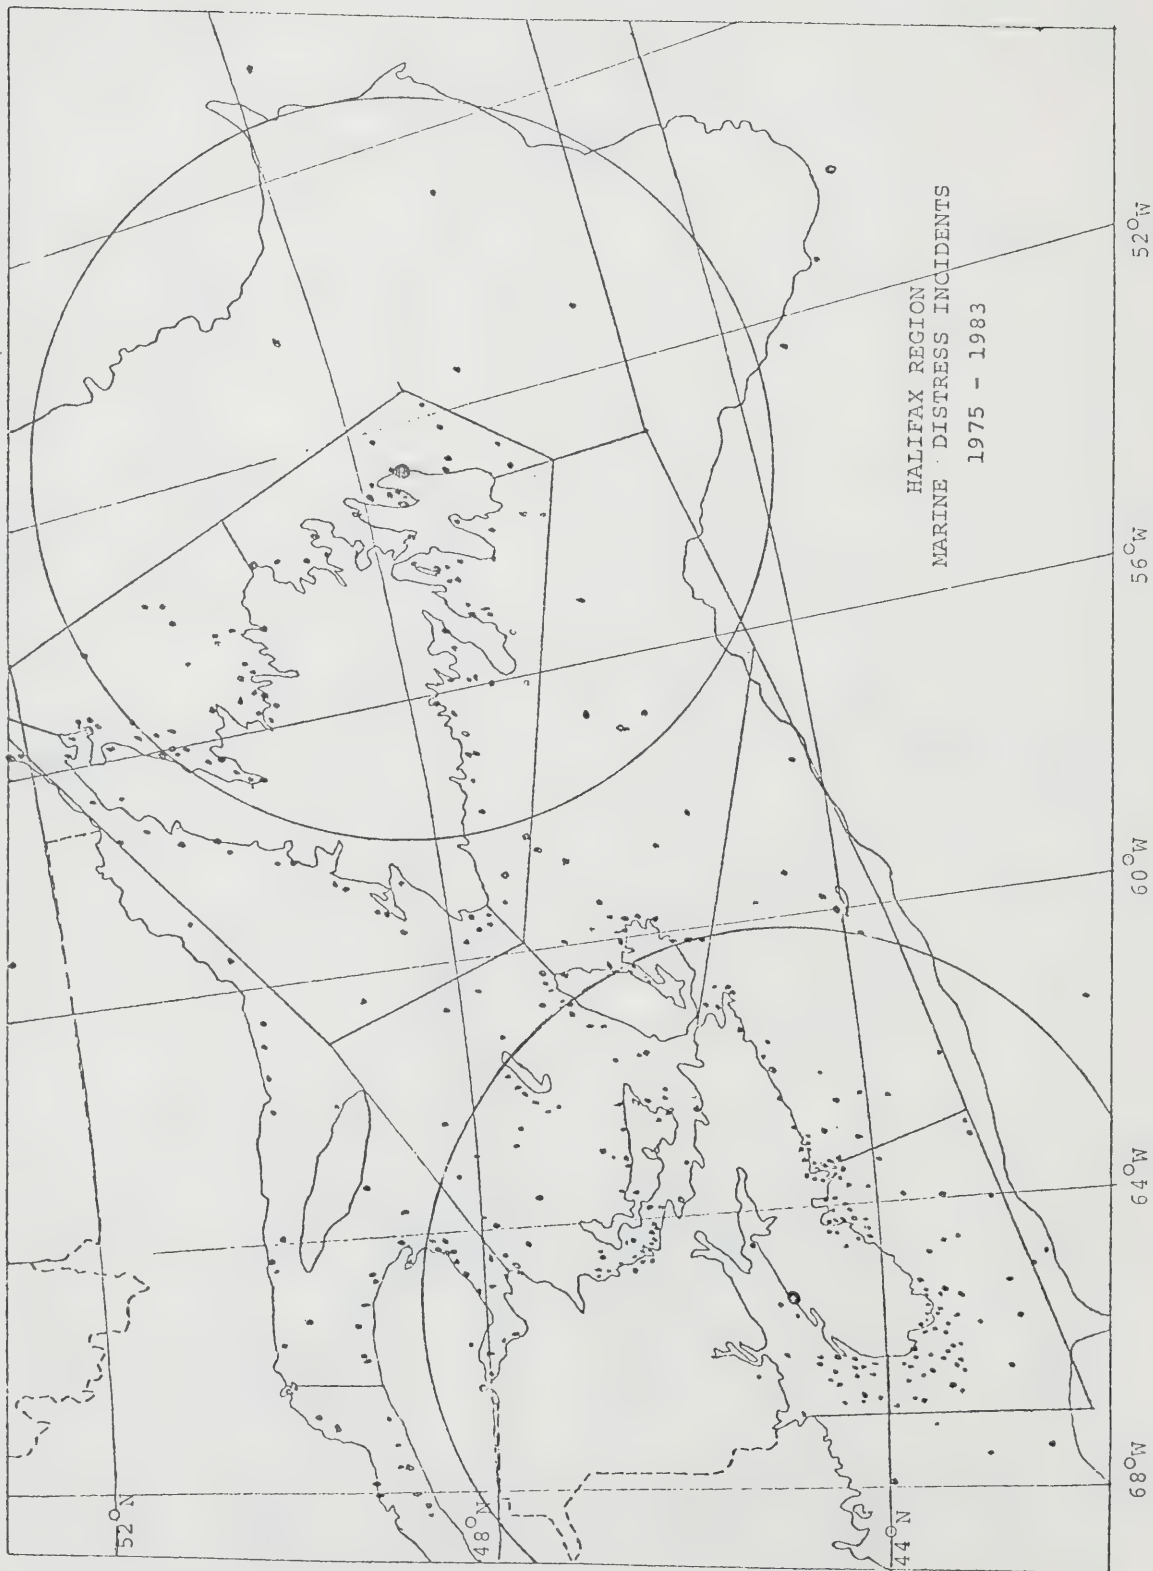 HALIFAX REGION
MARINE DISTRESS INCIDENTS
1975 - 1983
52°N
48°N
44°N
68°W
64°W
60°W
56°W
52°W